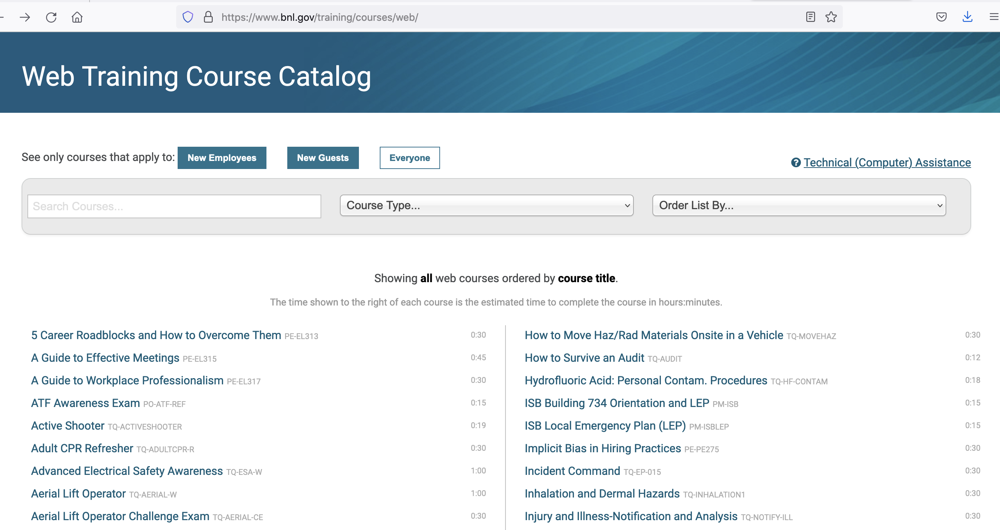 https://www.bnl.gov/training/courses/web/
Web Training Course Catalog
See only courses that apply to: New Employees New Guests Everyone
Technical (Computer) Assistance
Search Courses... Course Type... Order List By...
Showing all web courses ordered by course title.
The time shown to the right of each course is the estimated time to complete the course in hours:minutes.
5 Career Roadblocks and How to Overcome Them PE-EL313 0:30
A Guide to Effective Meetings PE-EL315 0:45
A Guide to Workplace Professionalism PE-EL317 0:30
ATF Awareness Exam PO-ATF-REF 0:15
Active Shooter TQ-ACTIVESHOOTER 0:19
Adult CPR Refresher TQ-ADULTCPR-R 0:30
Advanced Electrical Safety Awareness TQ-ESA-W 1:00
Aerial Lift Operator TQ-AERIAL-W 1:00
Aerial Lift Operator Challenge Exam TQ-AERIAL-CE 0:30
How to Move Haz/Rad Materials Onsite in a Vehicle TQ-MOVEHAZ 0:30
How to Survive an Audit TQ-AUDIT 0:12
Hydrofluoric Acid: Personal Contam. Procedures TQ-HF-CONTAM 0:18
ISB Building 734 Orientation and LEP PM-ISB 0:15
ISB Local Emergency Plan (LEP) PM-ISBLEP 0:15
Implicit Bias in Hiring Practices PE-PE275 0:30
Incident Command TQ-EP-015 0:30
Inhalation and Dermal Hazards TQ-INHALATION1 0:30
Injury and Illness-Notification and Analysis TQ-NOTIFY-ILL 0:30